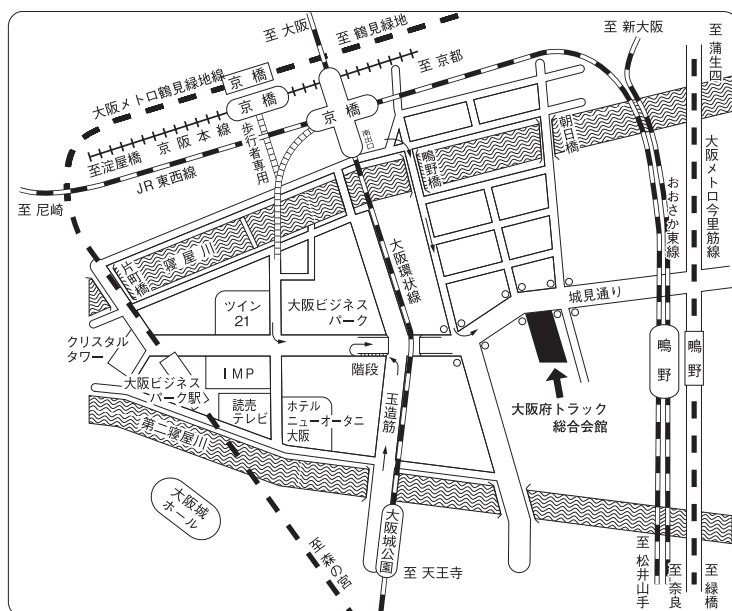 至 大阪
至 鶴見緑地
大阪メトロ鶴見緑地線
京橋
京橋
京橋
至 京都
至 新大阪
至 蒲生四
至淀屋橋
京阪本線
歩行者専用
南出口
JR東西線
至 尼崎
鴫野橋
朝日橋
おおさか東線
大阪メトロ今里筋線
片町橋
寝屋川
大阪環状線
城見通り
ツイン
21
大阪ビジネス
パーク
クリスタル
タワー
階段
鴫野
鴫野
IMP
大阪ビジネス
パーク駅
読売
テレビ
ホテル
ニューオータニ
大阪
玉造筋
大阪府トラック
総合会館
第二寝屋川
大阪城
ホール
至 森の宮
大阪城公園
至 天王寺
至 松井山手
至 奈良
至 緑橋